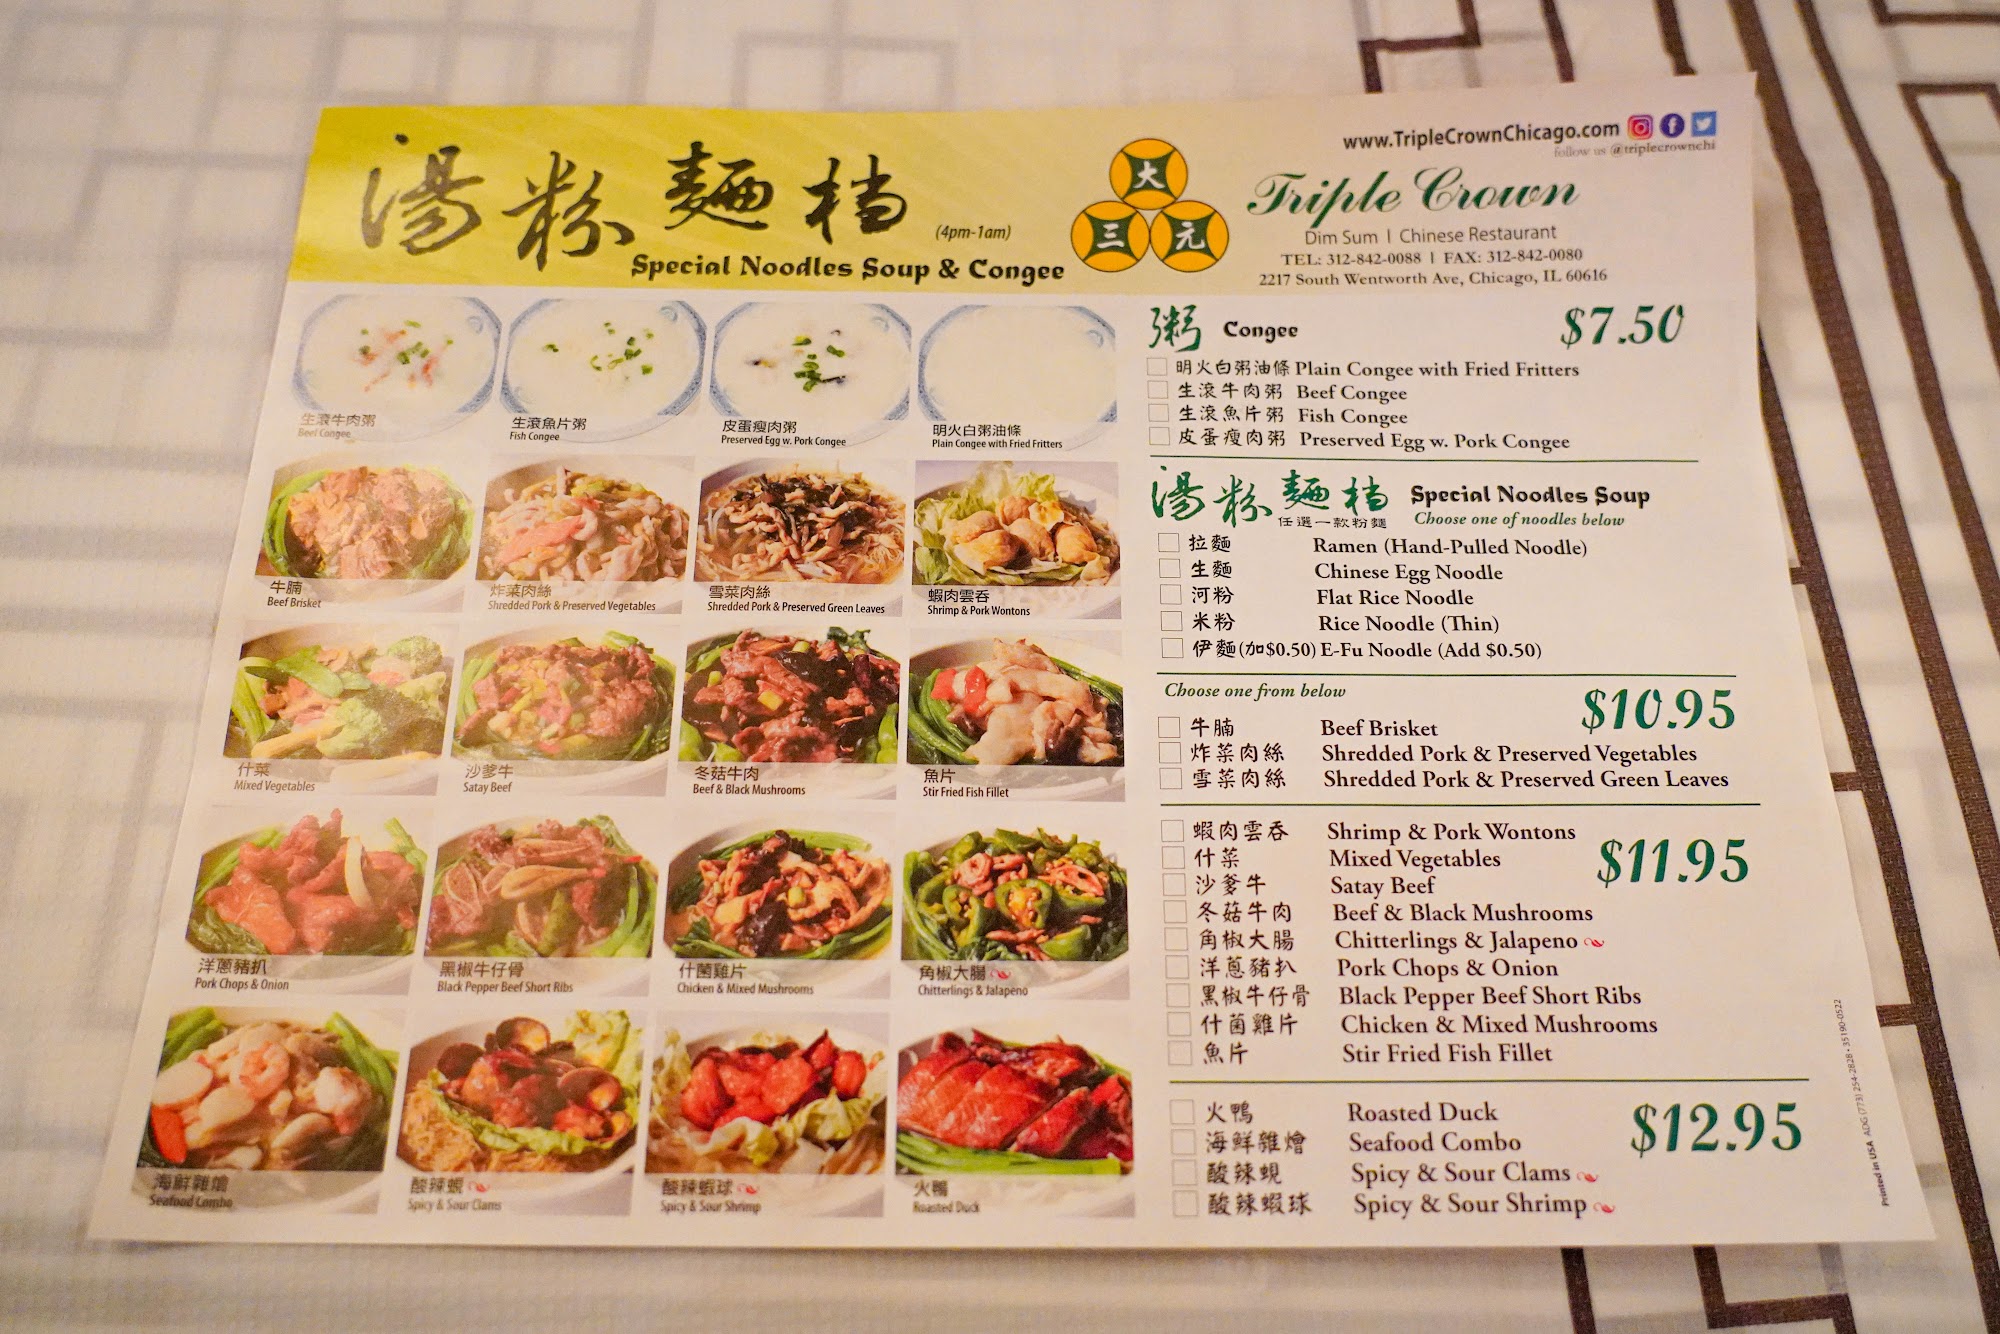 湯粉麵档
(4pm-1am)
Special Noodles Soup & Congee
大
三 元
www.TripleCrownChicago.com
follow us @triplecrownchi
Triple Crown
Dim Sum | Chinese Restaurant
TEL: 312-842-0088 | FAX: 312-842-0080
2217 South Wentworth Ave, Chicago, IL 60616
生滾牛肉粥
Beef Congee
生滾魚片粥
Fish Congee
皮蛋瘦肉粥
Preserved Egg w. Pork Congee
明火白粥油條
Plain Congee with Fried Fritters
牛腩
Beef Brisket
炸菜肉絲
Shredded Pork & Preserved Vegetables
雪菜肉絲
Shredded Pork & Preserved Green Leaves
蝦肉雲吞
Shrimp & Pork Wontons
什菜
Mixed Vegetables
沙爹牛
Satay Beef
冬菇牛肉
Beef & Black Mushrooms
魚片
Stir Fried Fish Fillet
洋蔥豬扒
Pork Chops & Onion
黑椒牛仔骨
Black Pepper Beef Short Ribs
什菌雞片
Chicken & Mixed Mushrooms
角椒大腸
Chitterlings & Jalapeno
海鮮雜燴
Seafood Combo
酸辣蜆
Spicy & Sour Clams
酸辣蝦球
Spicy & Sour Shrimp
火鴨
Roasted Duck
粥 Congee $7.50
明火白粥油條 Plain Congee with Fried Fritters
生滾牛肉粥 Beef Congee
生滾魚片粥 Fish Congee
皮蛋瘦肉粥 Preserved Egg w. Pork Congee
湯粉麵档 Special Noodles Soup
任選一款粉麵 Choose one of noodles below
拉麵 Ramen (Hand-Pulled Noodle)
生麵 Chinese Egg Noodle
河粉 Flat Rice Noodle
米粉 Rice Noodle (Thin)
伊麵(加$0.50) E-Fu Noodle (Add $0.50)
Choose one from below $10.95
牛腩 Beef Brisket
炸菜肉絲 Shredded Pork & Preserved Vegetables
雪菜肉絲 Shredded Pork & Preserved Green Leaves
蝦肉雲吞 Shrimp & Pork Wontons
什菜 Mixed Vegetables $11.95
沙爹牛 Satay Beef
冬菇牛肉 Beef & Black Mushrooms
角椒大腸 Chitterlings & Jalapeno
洋蔥豬扒 Pork Chops & Onion
黑椒牛仔骨 Black Pepper Beef Short Ribs
什菌雞片 Chicken & Mixed Mushrooms
魚片 Stir Fried Fish Fillet
火鴨 Roasted Duck $12.95
海鮮雜燴 Seafood Combo
酸辣蜆 Spicy & Sour Clams
酸辣蝦球 Spicy & Sour Shrimp
Printed in USA ADG (773) 254-2828 • 35190-0522